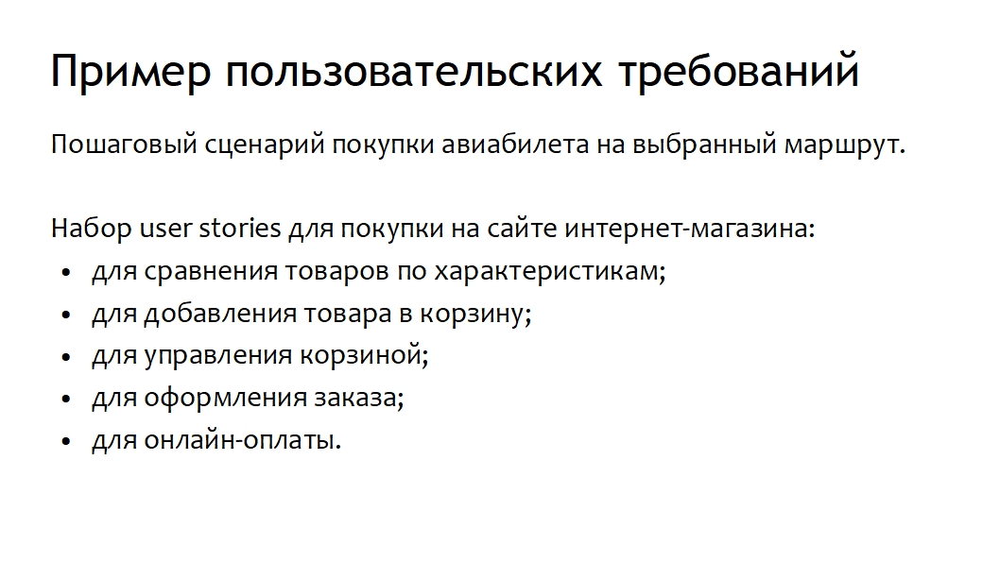 Пример пользовательских требований
Пошаговый сценарий покупки авиабилета на выбранный маршрут.
Набор user stories для покупки на сайте интернет-магазина:
• для сравнения товаров по характеристикам;
• для добавления товара в корзину;
• для управления корзиной;
• для оформления заказа;
• для онлайн-оплаты.